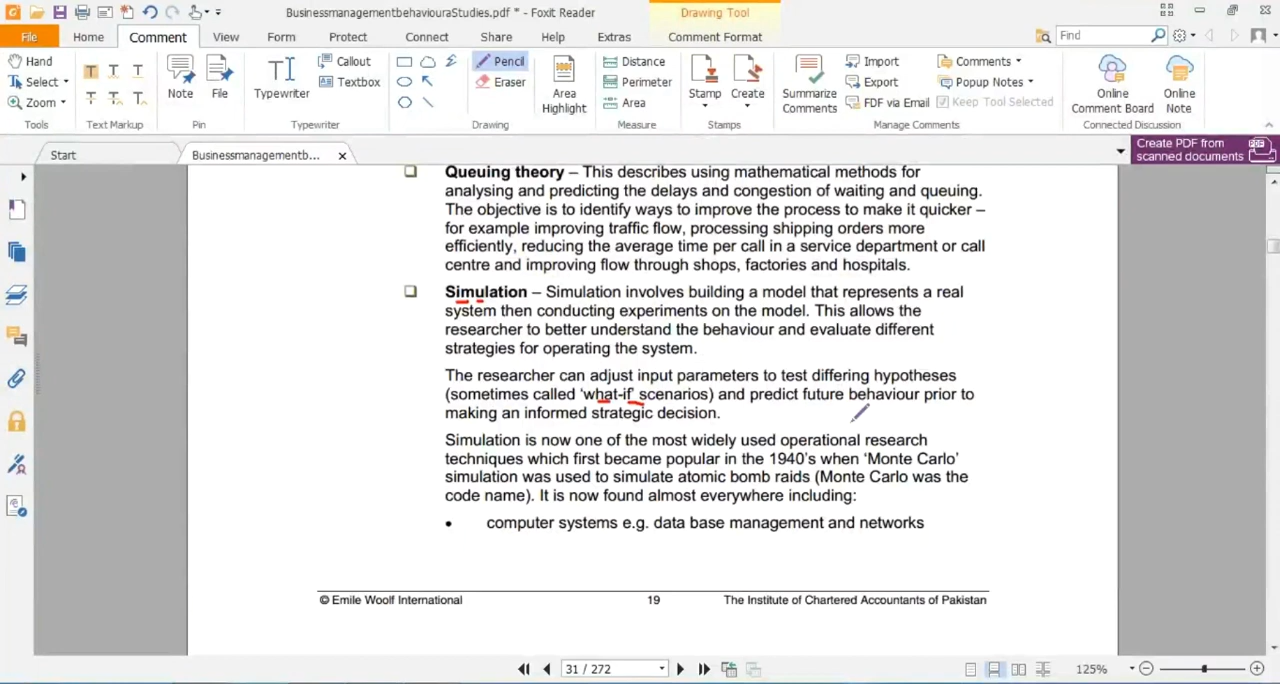 BusinessmanagementbehaviouraStudies.pdf * - Foxit Reader
Drawing Tool
File
Home
Comment
View
Form
Protect
Connect
Share
Help
Extras
Comment Format
Find
Hand
Select
Zoom
Tools
Text Markup
Note
File
Pin
Typewriter
Callout
Textbox
Typewriter
Pencil
Eraser
Drawing
Area
Highlight
Distance
Perimeter
Area
Measure
Stamp
Create
Stamps
Summarize
Comments
Import
Export
FDF via Email
Comments
Popup Notes
Keep Tool Selected
Manage Comments
Online
Comment Board
Online
Note
Connected Discussion
Start
Businessmanagementb...
Create PDF from
scanned documents
Queuing theory – This describes using mathematical methods for
analysing and predicting the delays and congestion of waiting and queuing.
The objective is to identify ways to improve the process to make it quicker –
for example improving traffic flow, processing shipping orders more
efficiently, reducing the average time per call in a service department or call
centre and improving flow through shops, factories and hospitals.
Simulation – Simulation involves building a model that represents a real
system then conducting experiments on the model. This allows the
researcher to better understand the behaviour and evaluate different
strategies for operating the system.
The researcher can adjust input parameters to test differing hypotheses
(sometimes called ‘what-if’ scenarios) and predict future behaviour prior to
making an informed strategic decision.
Simulation is now one of the most widely used operational research
techniques which first became popular in the 1940’s when ‘Monte Carlo’
simulation was used to simulate atomic bomb raids (Monte Carlo was the
code name). It is now found almost everywhere including:
• computer systems e.g. data base management and networks
© Emile Woolf International
19
The Institute of Chartered Accountants of Pakistan
31 / 272
125%